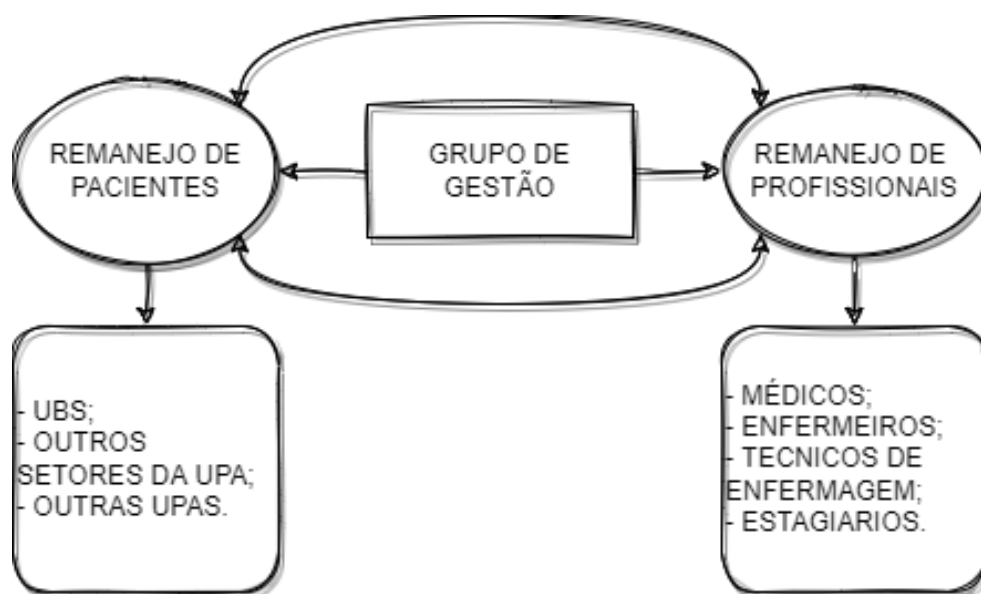 REMANEJO DE
PACIENTES
GRUPO DE
GESTÃO
REMANEJO DE
PROFISSIONAIS
- UBS;
- OUTROS
SETORES DA UPA;
- OUTRAS UPAS.
- MÉDICOS;
- ENFERMEIROS;
- TECNICOS DE
ENFERMAGEM;
- ESTAGIARIOS.